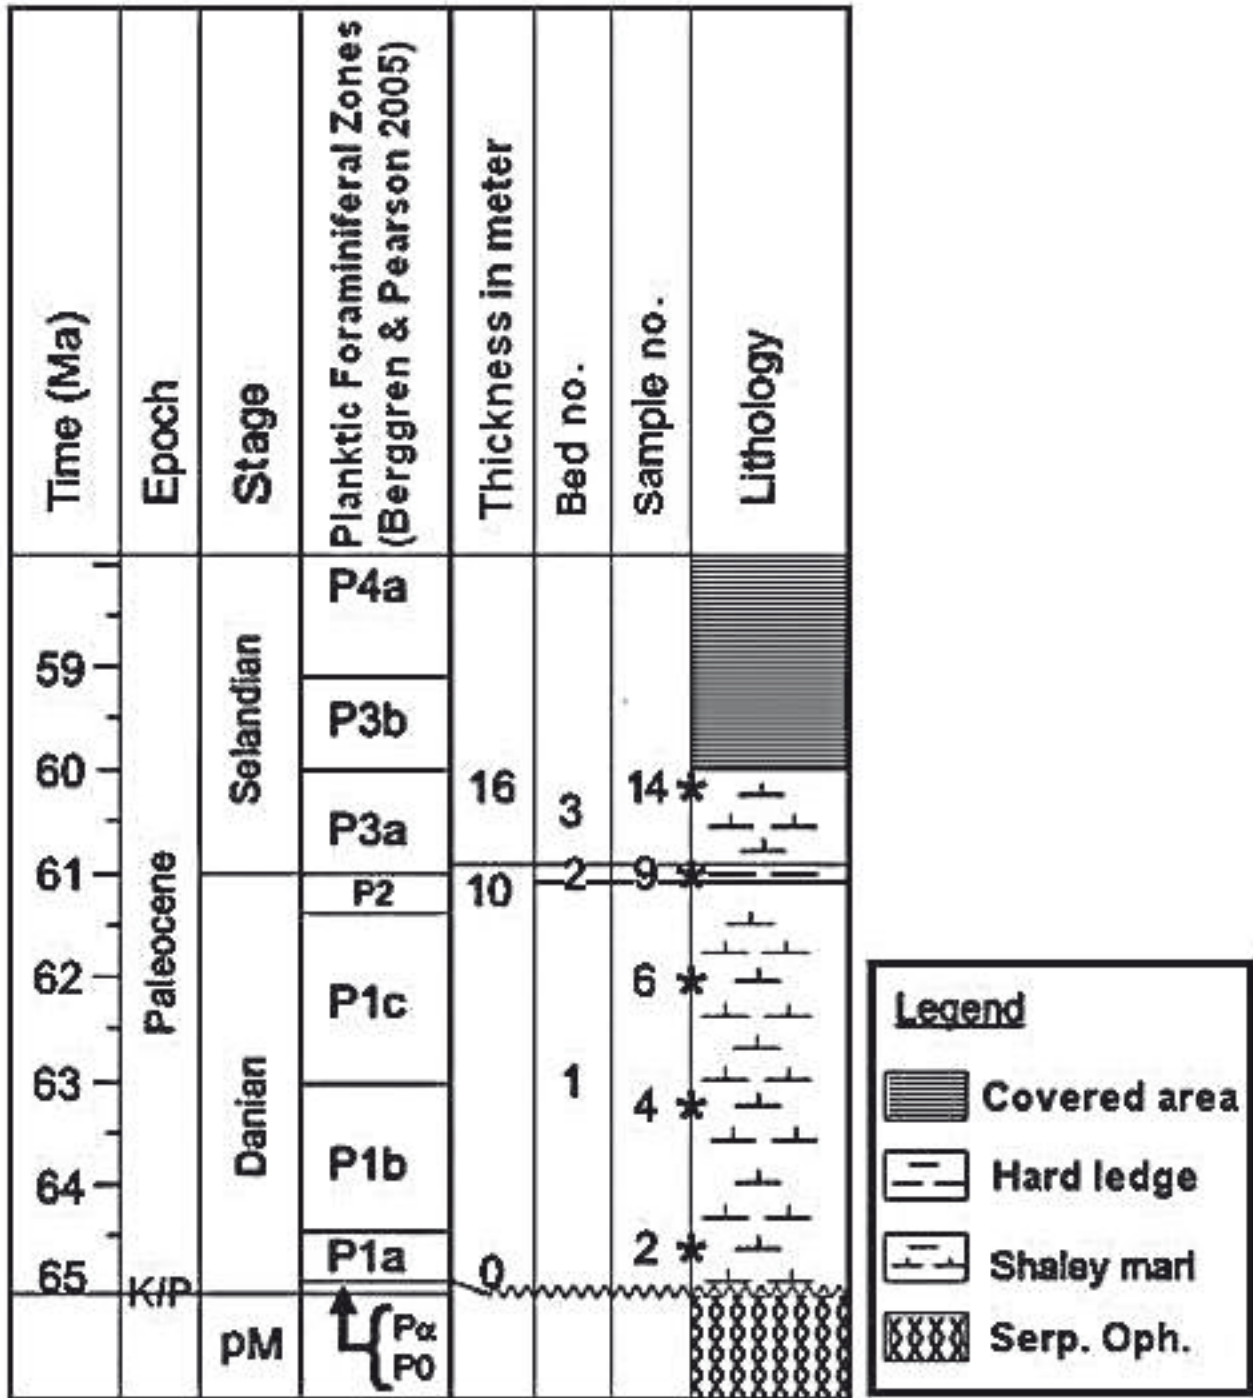 Time (Ma)
Epoch
Stage
Planktic Foraminiferal Zones
(Berggren & Pearson 2005)
Thickness in meter
Bed no.
Sample no.
Lithology
59
60
61
62
63
64
65
Paleocene
K/P
Selandian
Danian
pM
P4a
P3b
P3a
P2
P1c
P1b
P1a
Pα
P0
16
10
0
3
2
1
14
9
6
4
2
Legend
Covered area
Hard ledge
Shaley marl
Serp. Oph.